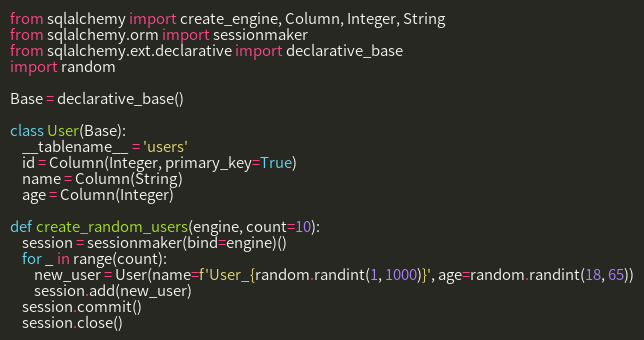 from sqlalchemy import create_engine, Column, Integer, String
from sqlalchemy.orm import sessionmaker
from sqlalchemy.ext.declarative import declarative_base
import random

Base = declarative_base()

class User(Base):
    __tablename__ = 'users'
    id = Column(Integer, primary_key=True)
    name = Column(String)
    age = Column(Integer)

def create_random_users(engine, count=10):
    session = sessionmaker(bind=engine)()
    for _ in range(count):
        new_user = User(name=f'User_{random.randint(1, 1000)}', age=random.randint(18, 65))
        session.add(new_user)
    session.commit()
    session.close()